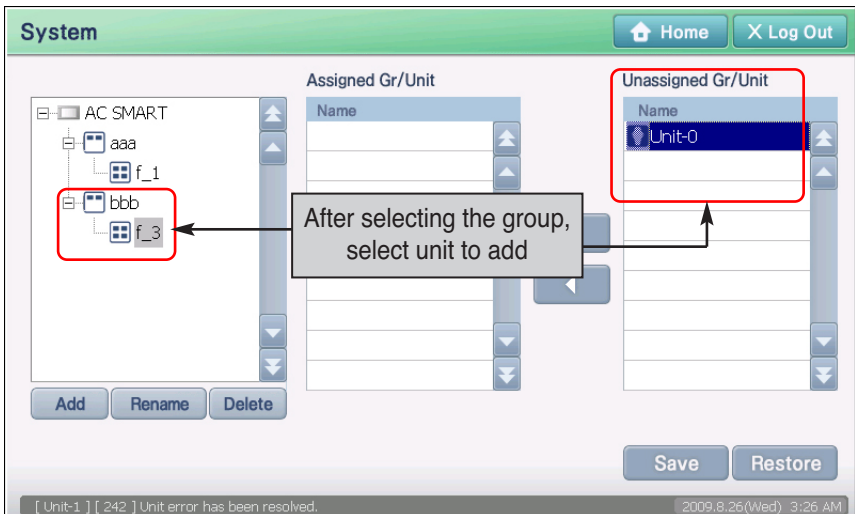 System
Home
X Log Out
Assigned Gr/Unit
Unassigned Gr/Unit
AC SMART
aaa
f_1
bbb
f_3
Name
Name
Unit-0
After selecting the group,
select unit to add
Add
Rename
Delete
Save
Restore
[ Unit-1 ] [ 242 ] Unit error has been resolved.
2009.8.26(Wed) 3:26 AM